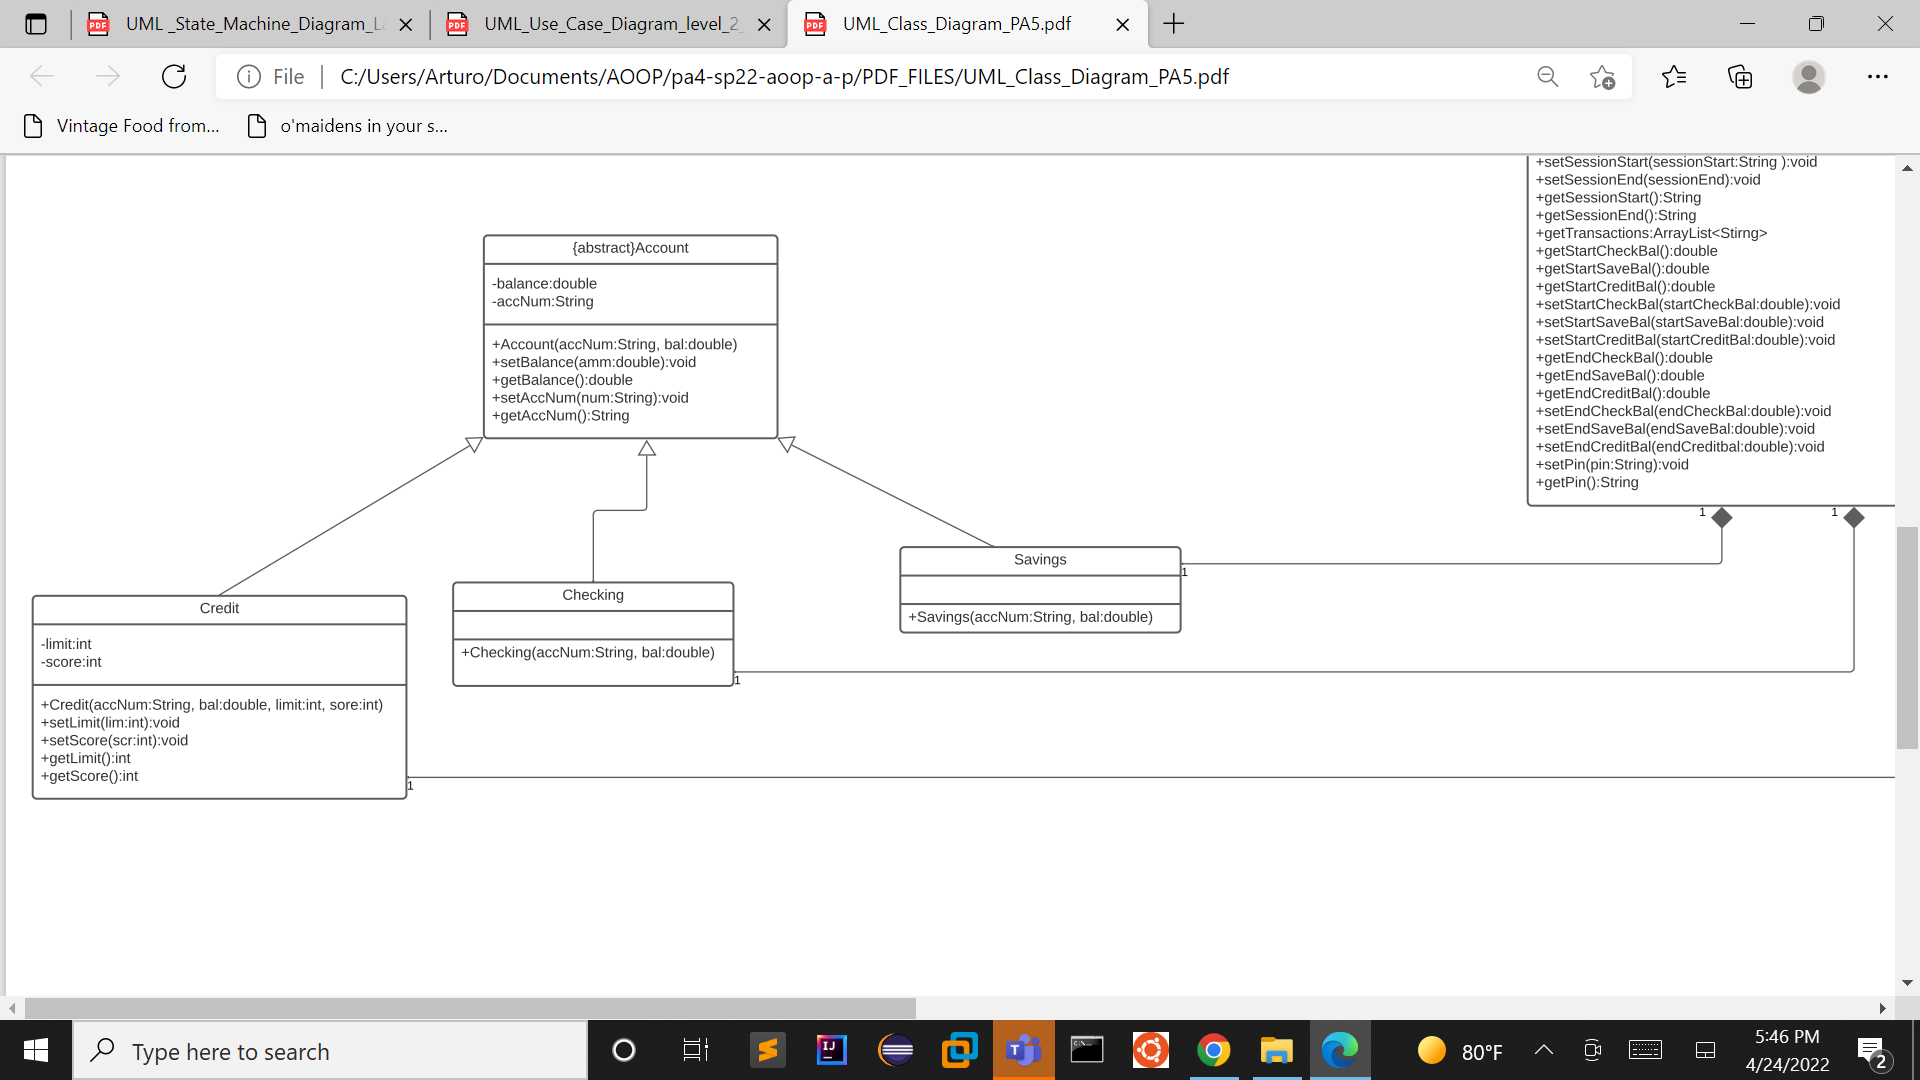 UML _State_Machine_Diagram_La
UML_Use_Case_Diagram_level_2_
UML_Class_Diagram_PA5.pdf
File
C:/Users/Arturo/Documents/AOOP/pa4-sp22-aoop-a-p/PDF_FILES/UML_Class_Diagram_PA5.pdf
Vintage Food from...
o'maidens in your s...
+setSessionStart(sessionStart:String ):void
+setSessionEnd(sessionEnd):void
+getSessionStart():String
+getSessionEnd():String
+getTransactions:ArrayList<Stirng>
+getStartCheckBal():double
+getStartSaveBal():double
+getStartCreditBal():double
+setStartCheckBal(startCheckBal:double):void
+setStartSaveBal(startSaveBal:double):void
+setStartCreditBal(startCreditBal:double):void
+getEndCheckBal():double
+getEndSaveBal():double
+getEndCreditBal():double
+setEndCheckBal(endCheckBal:double):void
+setEndSaveBal(endSaveBal:double):void
+setEndCreditBal(endCreditbal:double):void
+setPin(pin:String):void
+getPin():String
1
1
{abstract}Account
-balance:double
-accNum:String
+Account(accNum:String, bal:double)
+setBalance(amm:double):void
+getBalance():double
+setAccNum(num:String):void
+getAccNum():String
Savings
+Savings(accNum:String, bal:double)
1
Checking
+Checking(accNum:String, bal:double)
1
Credit
-limit:int
-score:int
+Credit(accNum:String, bal:double, limit:int, sore:int)
+setLimit(lim:int):void
+setScore(scr:int):void
+getLimit():int
+getScore():int
1
Type here to search
80°F
5:46 PM
4/24/2022
2